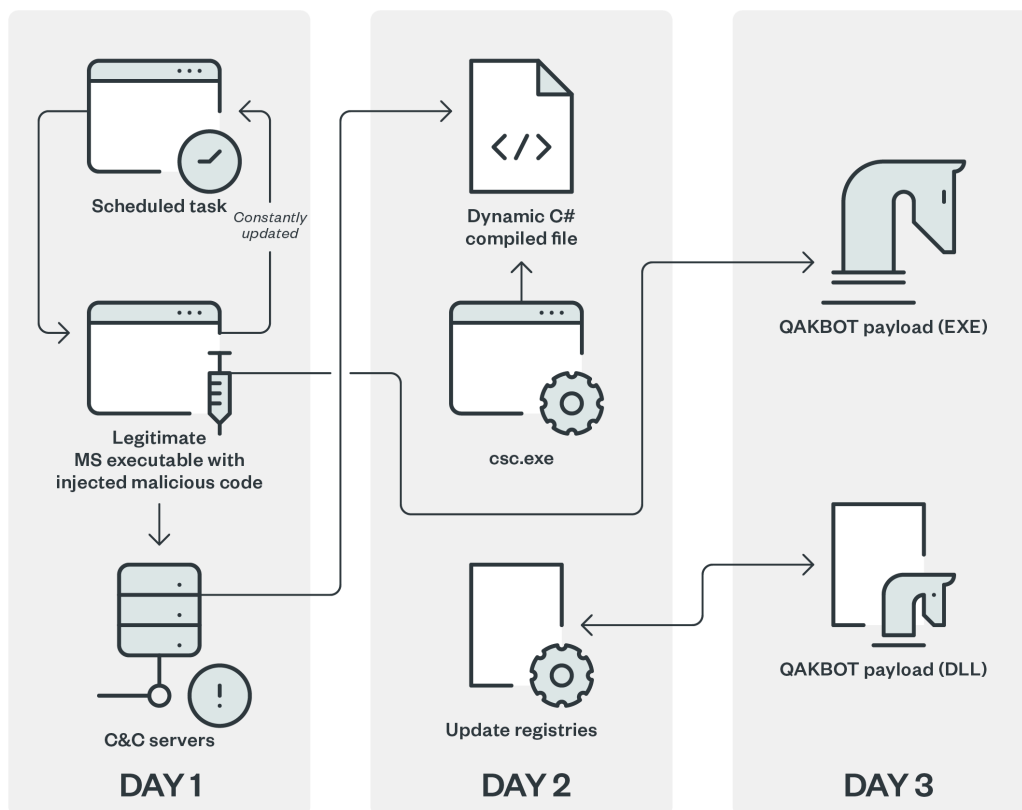 Scheduled task
Constantly
updated
Legitimate
MS executable with
injected malicious code
C&C servers
DAY 1
</>
Dynamic C#
compiled file
csc.exe
Update registries
DAY 2
QAKBOT payload (EXE)
QAKBOT payload (DLL)
DAY 3